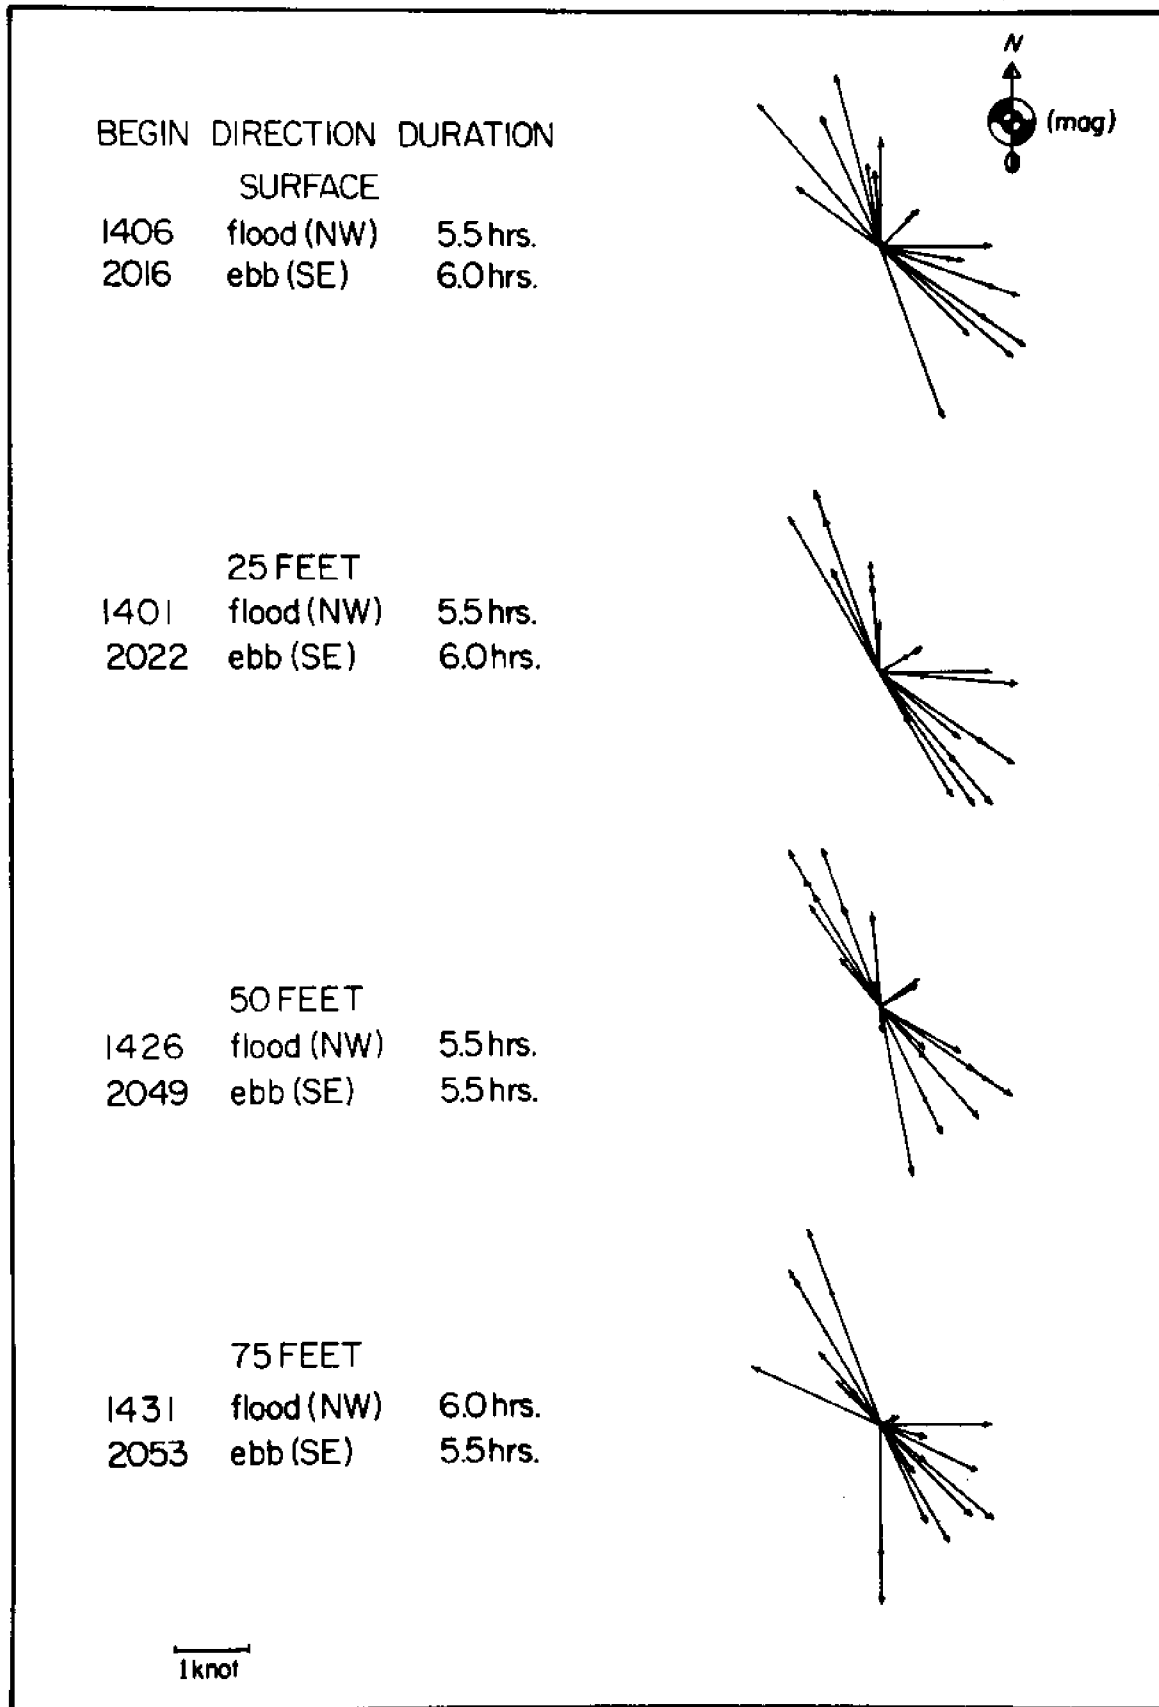 N
(mag)
BEGIN DIRECTION DURATION
SURFACE
1406 flood (NW) 5.5 hrs.
2016 ebb (SE) 6.0 hrs.
25 FEET
1401 flood (NW) 5.5 hrs.
2022 ebb (SE) 6.0 hrs.
50 FEET
1426 flood (NW) 5.5 hrs.
2049 ebb (SE) 5.5 hrs.
75 FEET
1431 flood (NW) 6.0 hrs.
2053 ebb (SE) 5.5 hrs.
1 knot